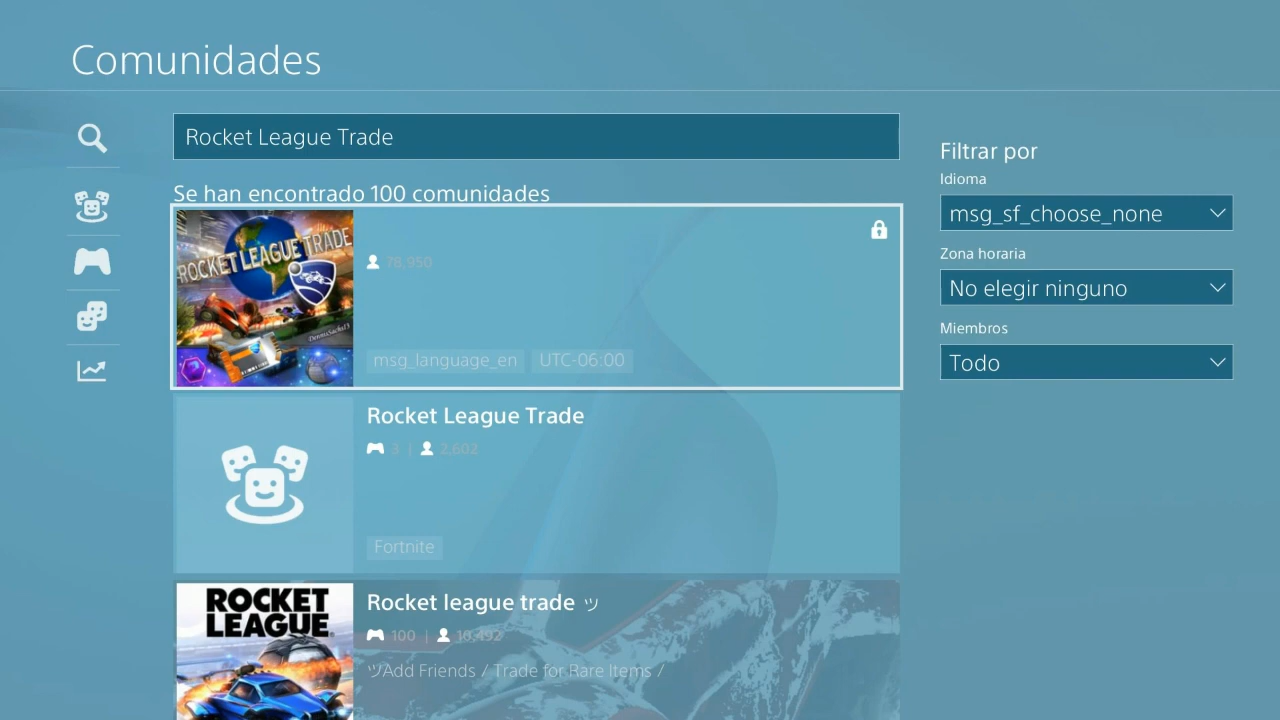 Comunidades
Rocket League Trade
Se han encontrado 100 comunidades
ROCKET LEAGUE TRADE
DennisSachs13
78,950
msg_language_en
UTC-06:00
Rocket League Trade
3 | 2,602
Fortnite
ROCKET
LEAGUE
Rocket league trade ツ
100 | 10,492
ツAdd Friends / Trade for Rare Items /
Filtrar por
Idioma
msg_sf_choose_none
Zona horaria
No elegir ninguno
Miembros
Todo